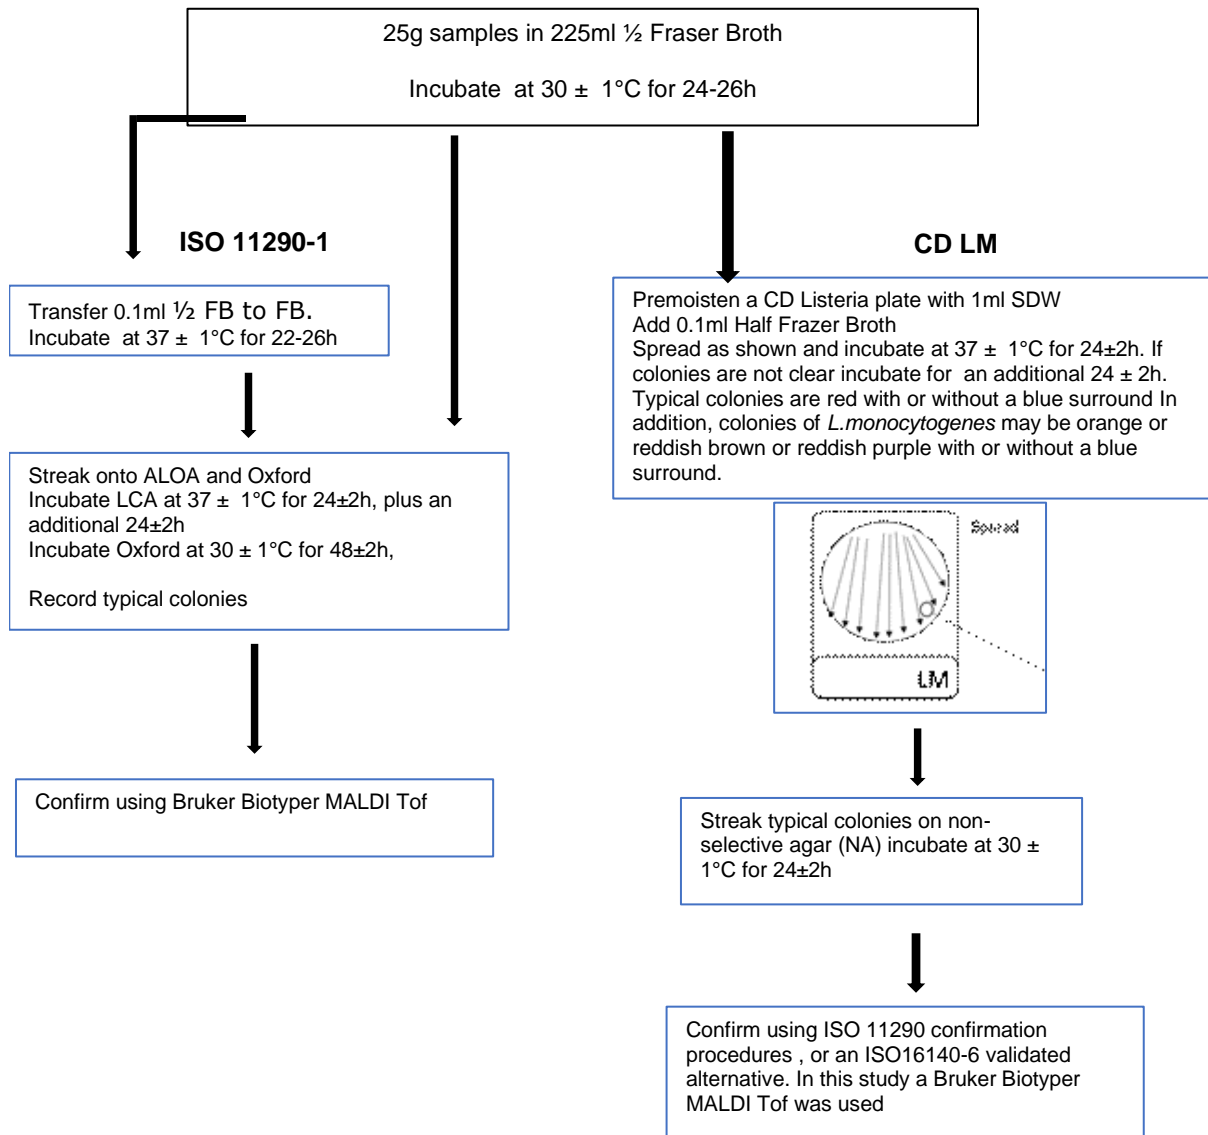 25g samples in 225ml ½ Fraser Broth
Incubate at 30 ± 1°C for 24-26h
ISO 11290-1
Transfer 0.1ml ½ FB to FB.
Incubate at 37 ± 1°C for 22-26h
Streak onto ALOA and Oxford
Incubate LCA at 37 ± 1°C for 24±2h, plus an
additional 24±2h
Incubate Oxford at 30 ± 1°C for 48±2h,
Record typical colonies
Confirm using Bruker Biotyper MALDI Tof
CD LM
Premoisten a CD Listeria plate with 1ml SDW
Add 0.1ml Half Frazer Broth
Spread as shown and incubate at 37 ± 1°C for 24±2h. If
colonies are not clear incubate for an additional 24 ± 2h.
Typical colonies are red with or without a blue surround In
addition, colonies of L.monocytogenes may be orange or
reddish brown or reddish purple with or without a blue
surround.
Spread
LM
Streak typical colonies on non-
selective agar (NA) incubate at 30 ±
1°C for 24±2h
Confirm using ISO 11290 confirmation
procedures , or an ISO16140-6 validated
alternative. In this study a Bruker Biotyper
MALDI Tof was used